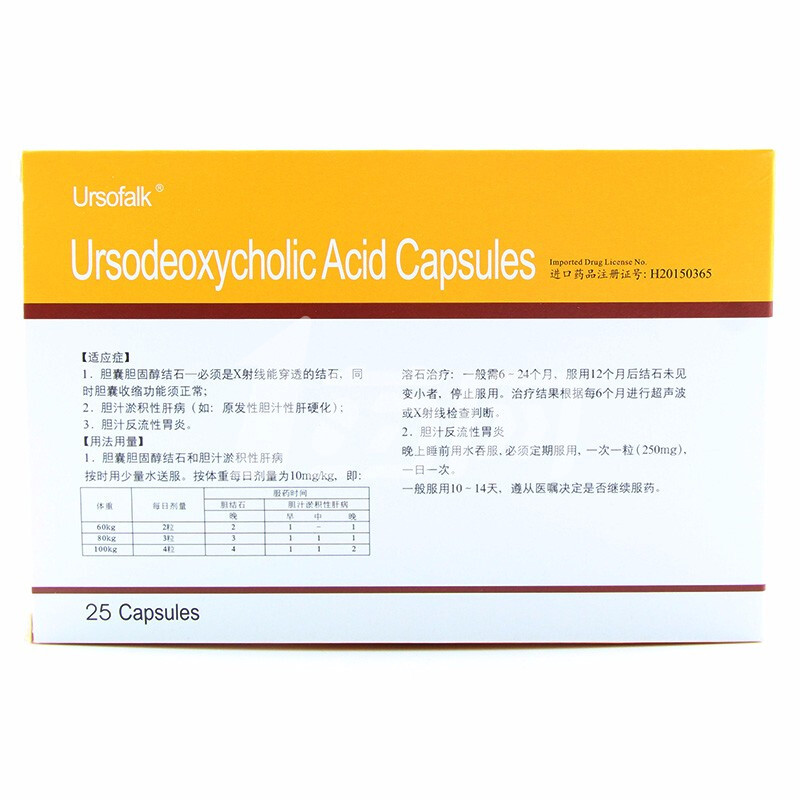 Ursofalk®
Ursodeoxycholic Acid Capsules
Imported Drug License No.
进口药品注册证号: H20150365
【适应症】
1. 胆囊胆固醇结石—必须是X射线能穿透的结石, 同
时胆囊收缩功能须正常;
2. 胆汁淤积性肝病 (如: 原发性胆汁性肝硬化);
3. 胆汁反流性胃炎。
【用法用量】
1. 胆囊胆固醇结石和胆汁淤积性肝病
按时用少量水送服。按体重每日剂量为10mg/kg, 即:
体重 每日剂量 服药时间
胆结石 胆汁淤积性肝病
晚 早 中 晚
60kg 2粒 2 1 - 1
80kg 3粒 3 1 1 1
100kg 4粒 4 1 1 2
溶石治疗: 一般需6-24个月, 服用12个月后结石未见
变小者, 停止服用。治疗结果根据每6个月进行超声波
或X射线检查判断。
2. 胆汁反流性胃炎
晚上睡前用水吞服, 必须定期服用, 一次一粒 (250mg),
一日一次。
一般服用10-14天, 遵从医嘱决定是否继续服药。
25 Capsules